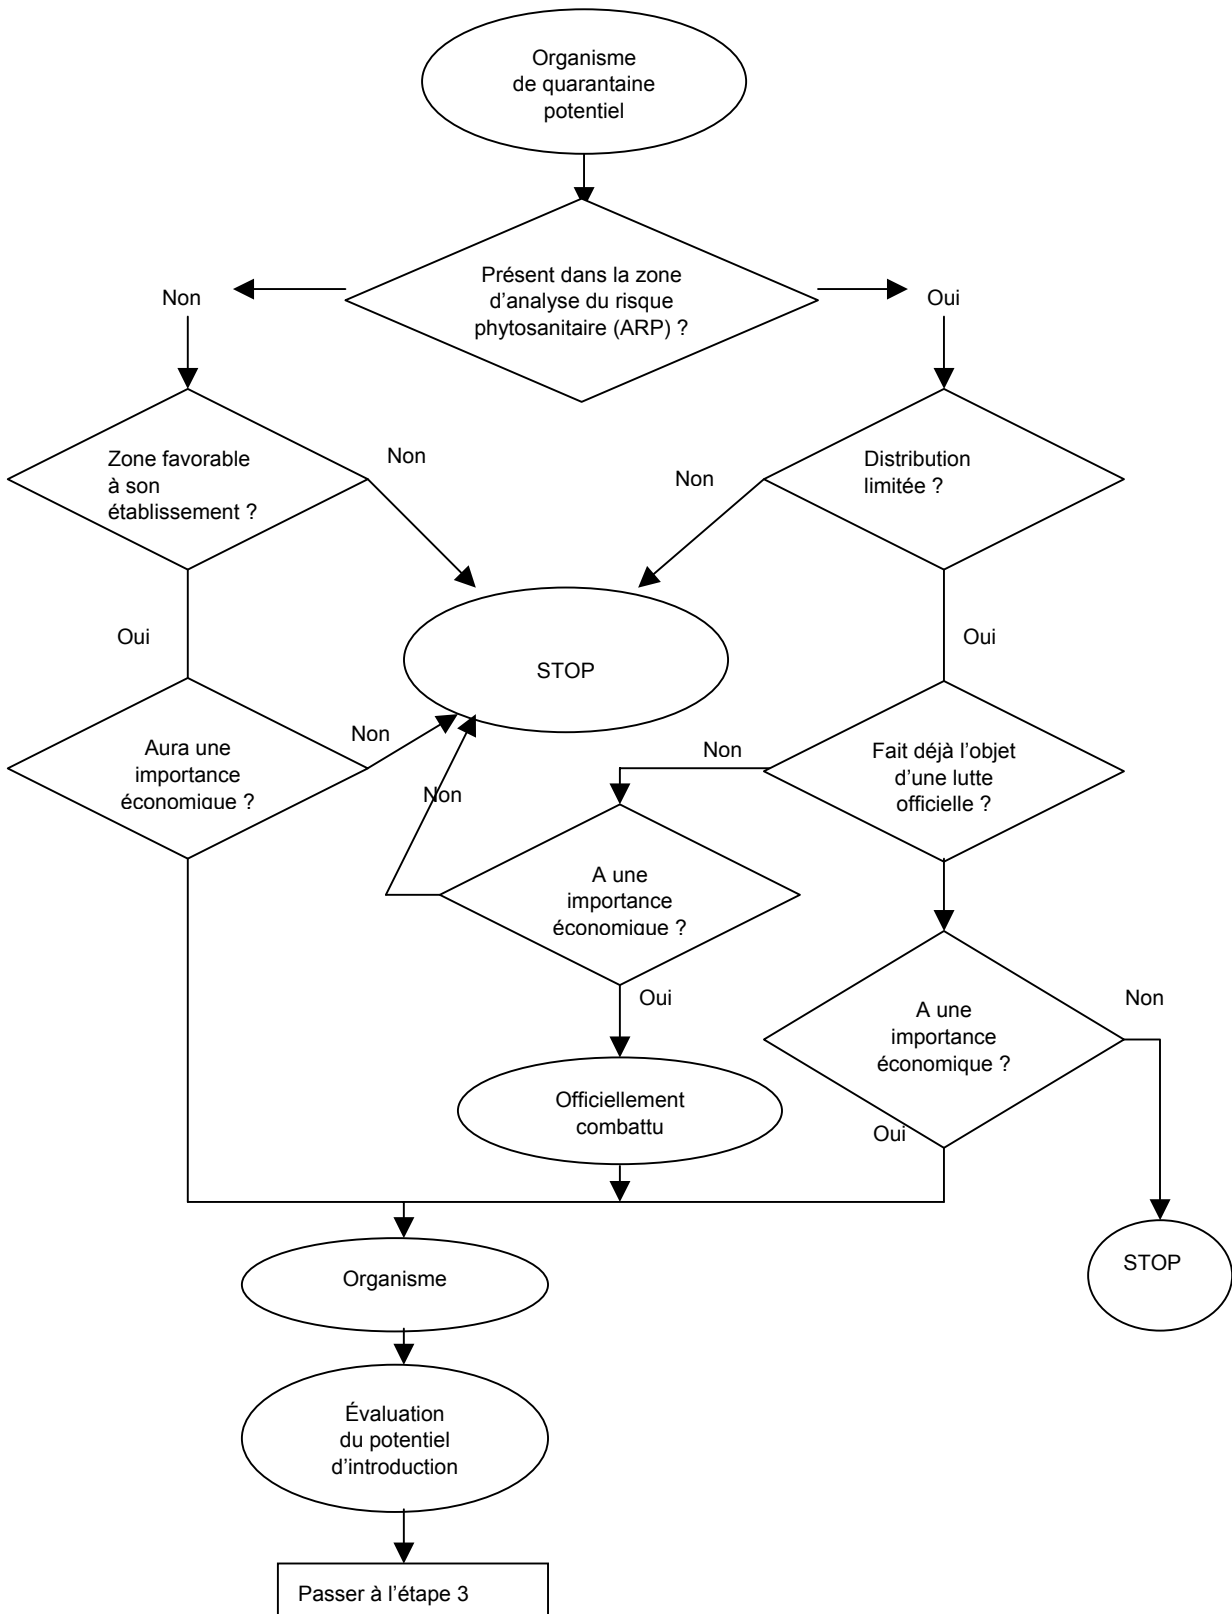 Organisme
de quarantaine
potentiel
Présent dans la zone
d’analyse du risque
phytosanitaire (ARP) ?
Non
Oui
Zone favorable
à son
établissement ?
Non
Non
Distribution
limitée ?
Oui
STOP
Oui
Aura une
importance
économique ?
Non
Non
Non
Fait déjà l’objet
d’une lutte
officielle ?
A une
importance
économique ?
Oui
A une
importance
économique ?
Non
Officiellement
combattu
Oui
STOP
Organisme
Évaluation
du potentiel
d’introduction
Passer à l’étape 3